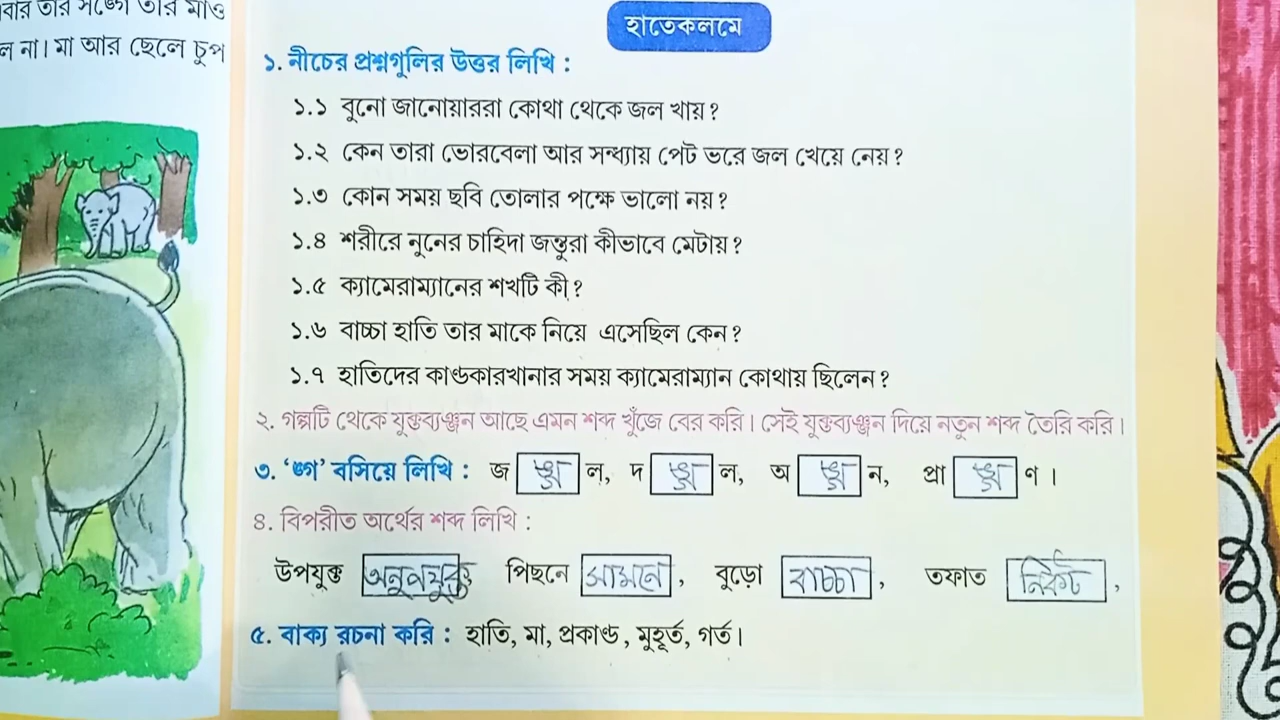 তার সঙ্গে তার মাও
ল না। মা আর ছেলে চুপ
হাতেকলমে
১. নীচের প্রশ্নগুলির উত্তর লিখি :
১.১ বুনো জানোয়াররা কোথা থেকে জল খায় ?
১.২ কেন তারা ভোরবেলা আর সন্ধ্যায় পেট ভরে জল খেয়ে নেয় ?
১.৩ কোন সময় ছবি তোলার পক্ষে ভালো নয় ?
১.৪ শরীরে নুনের চাহিদা জন্তুরা কীভাবে মেটায় ?
১.৫ ক্যামেরাম্যানের শখটি কী ?
১.৬ বাচ্চা হাতি তার মাকে নিয়ে এসেছিল কেন ?
১.৭ হাতিদের কাণ্ডকারখানার সময় ক্যামেরাম্যান কোথায় ছিলেন ?
২. গল্পটি থেকে যুক্তব্যঞ্জন আছে এমন শব্দ খুঁজে বের করি। সেই যুক্তব্যঞ্জন দিয়ে নতুন শব্দ তৈরি করি।
৩. ‘ঙ্গ’ বসিয়ে লিখি : জ ঙ্গ ল, দ ঙ্গ ল, অ ঙ্গ ন, প্রা ঙ্গ ণ ।
৪. বিপরীত অর্থের শব্দ লিখি :
উপযুক্ত অনুপযুক্ত পিছনে সামনে , বুড়ো বাচ্চা , তফাত নিকট ,
৫. বাক্য রচনা করি : হাতি, মা, প্রকাণ্ড, মুহূর্ত, গর্ত।